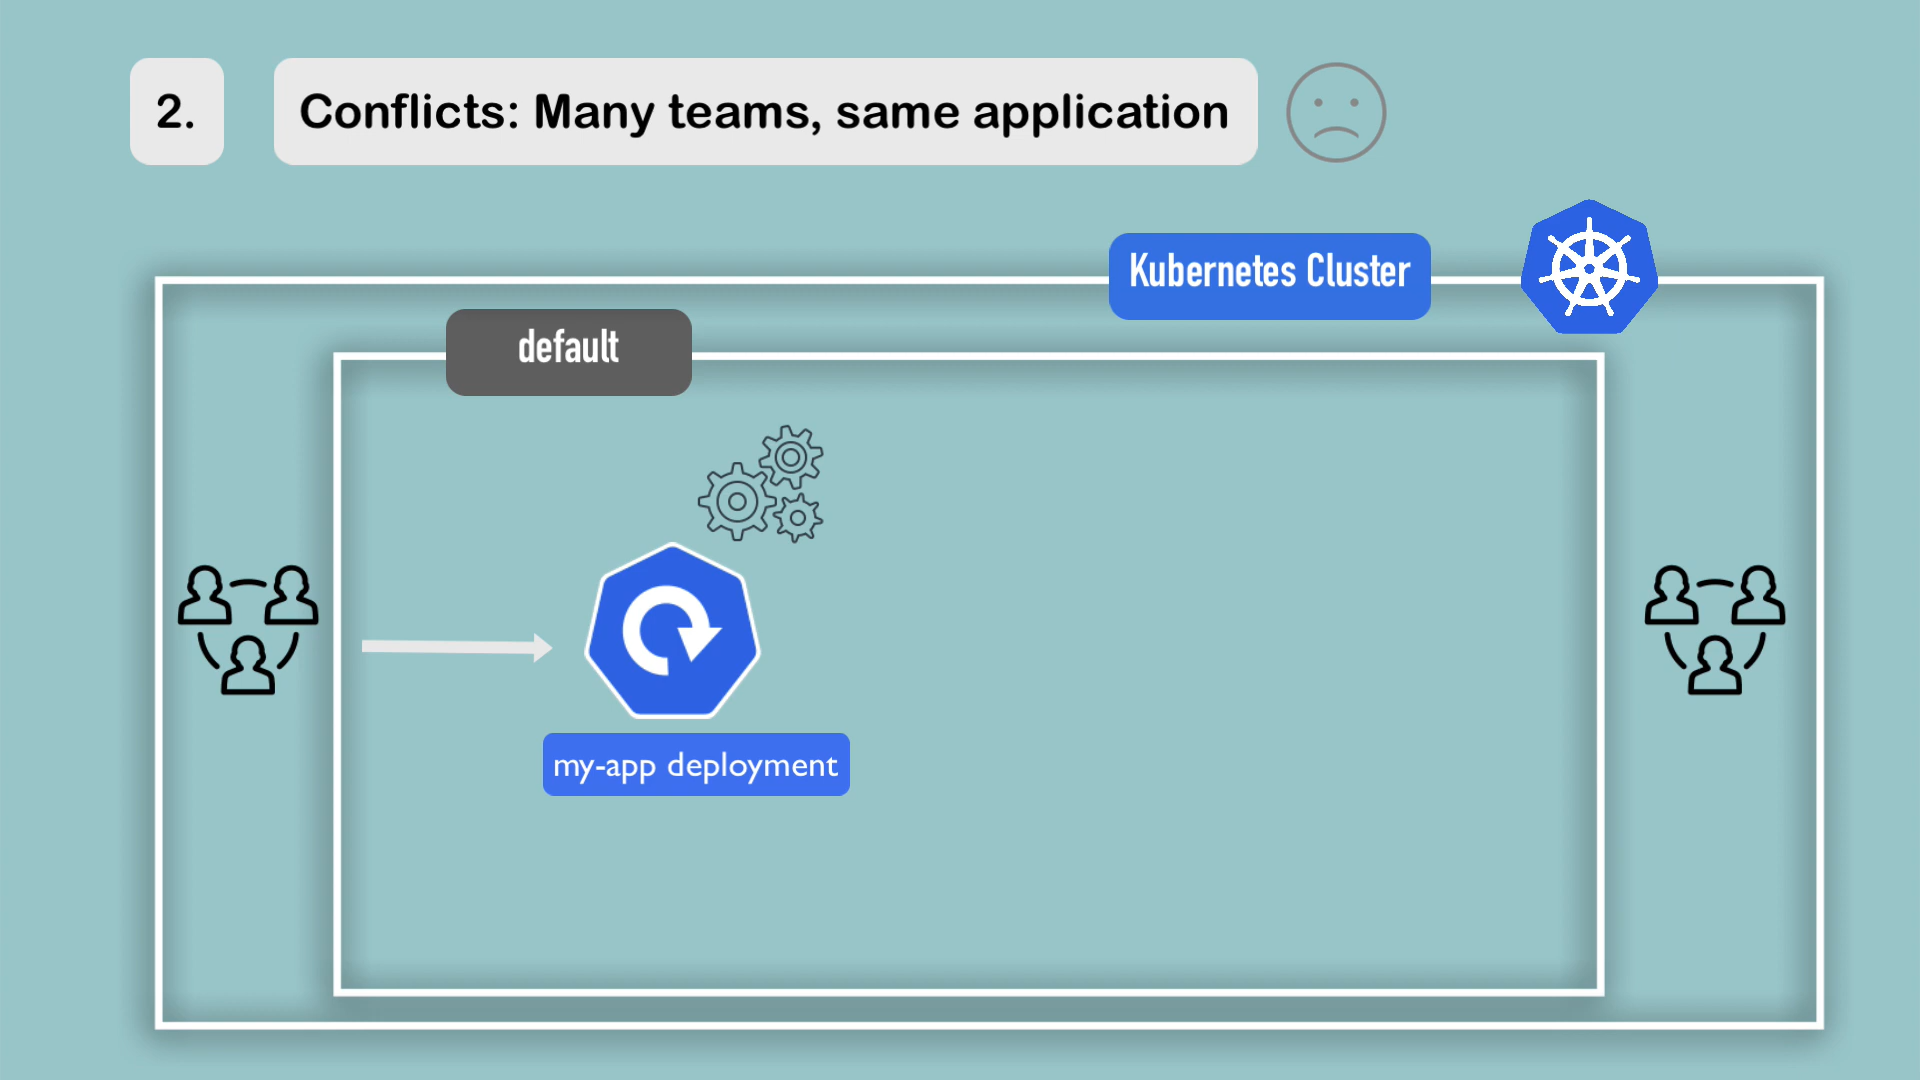 2.
Conflicts: Many teams, same application
Kubernetes Cluster
default
my-app deployment